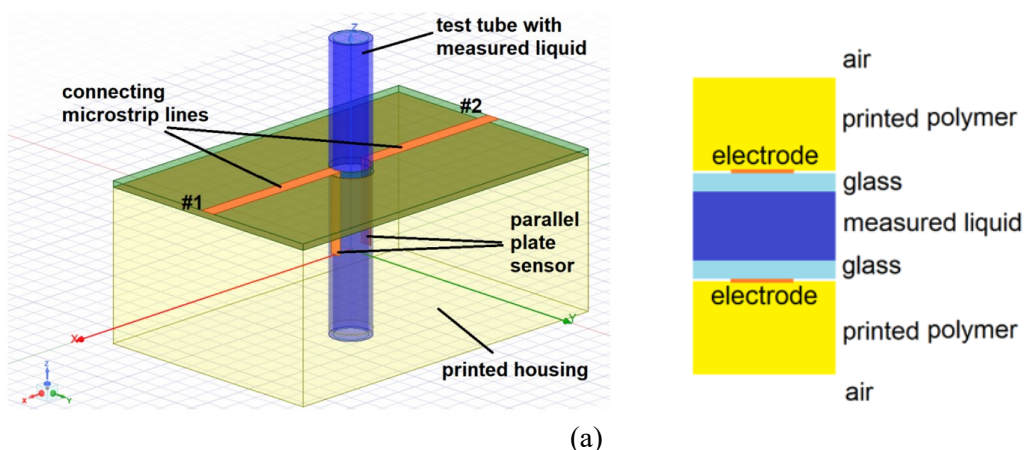 test tube with
measured liquid
Z
connecting
microstrip lines
#2
#1
parallel
plate
sensor
X
Y
printed housing
Z
X
Y
air
printed polymer
electrode
glass
measured liquid
glass
electrode
printed polymer
air
(a)